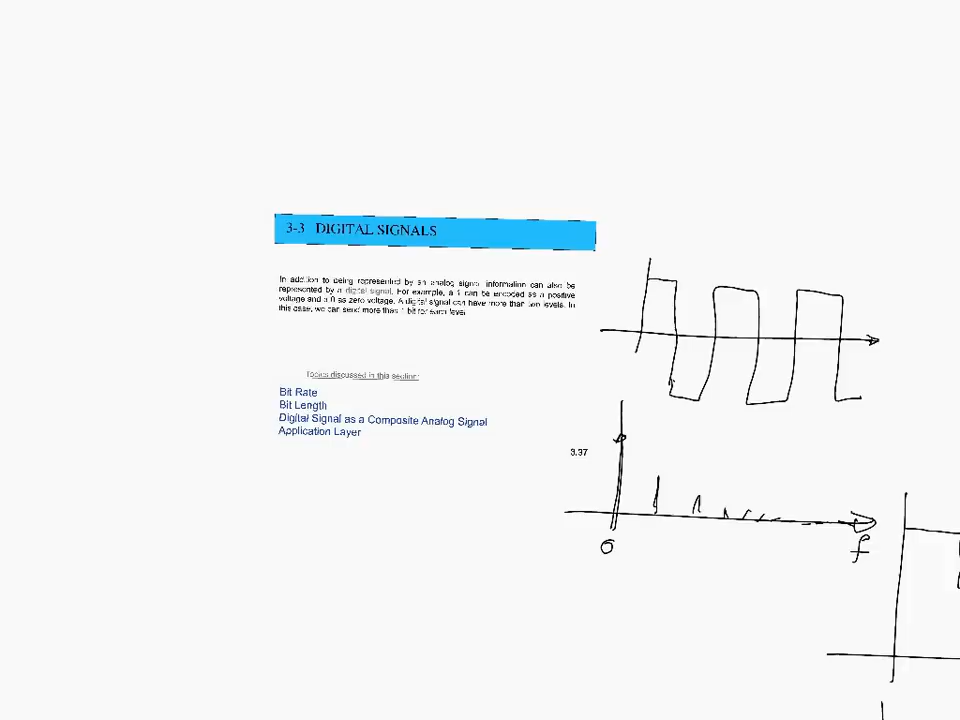 3-3 DIGITAL SIGNALS
In addition to being represented by an analog signal, information can also be
represented by a digital signal. For example, a 1 can be encoded as a positive
voltage and a 0 as zero voltage. A digital signal can have more than two levels. In
this case, we can send more than 1 bit for each level.
Topics discussed in this section:
Bit Rate
Bit Length
Digital Signal as a Composite Analog Signal
Application Layer
3.37
0
f